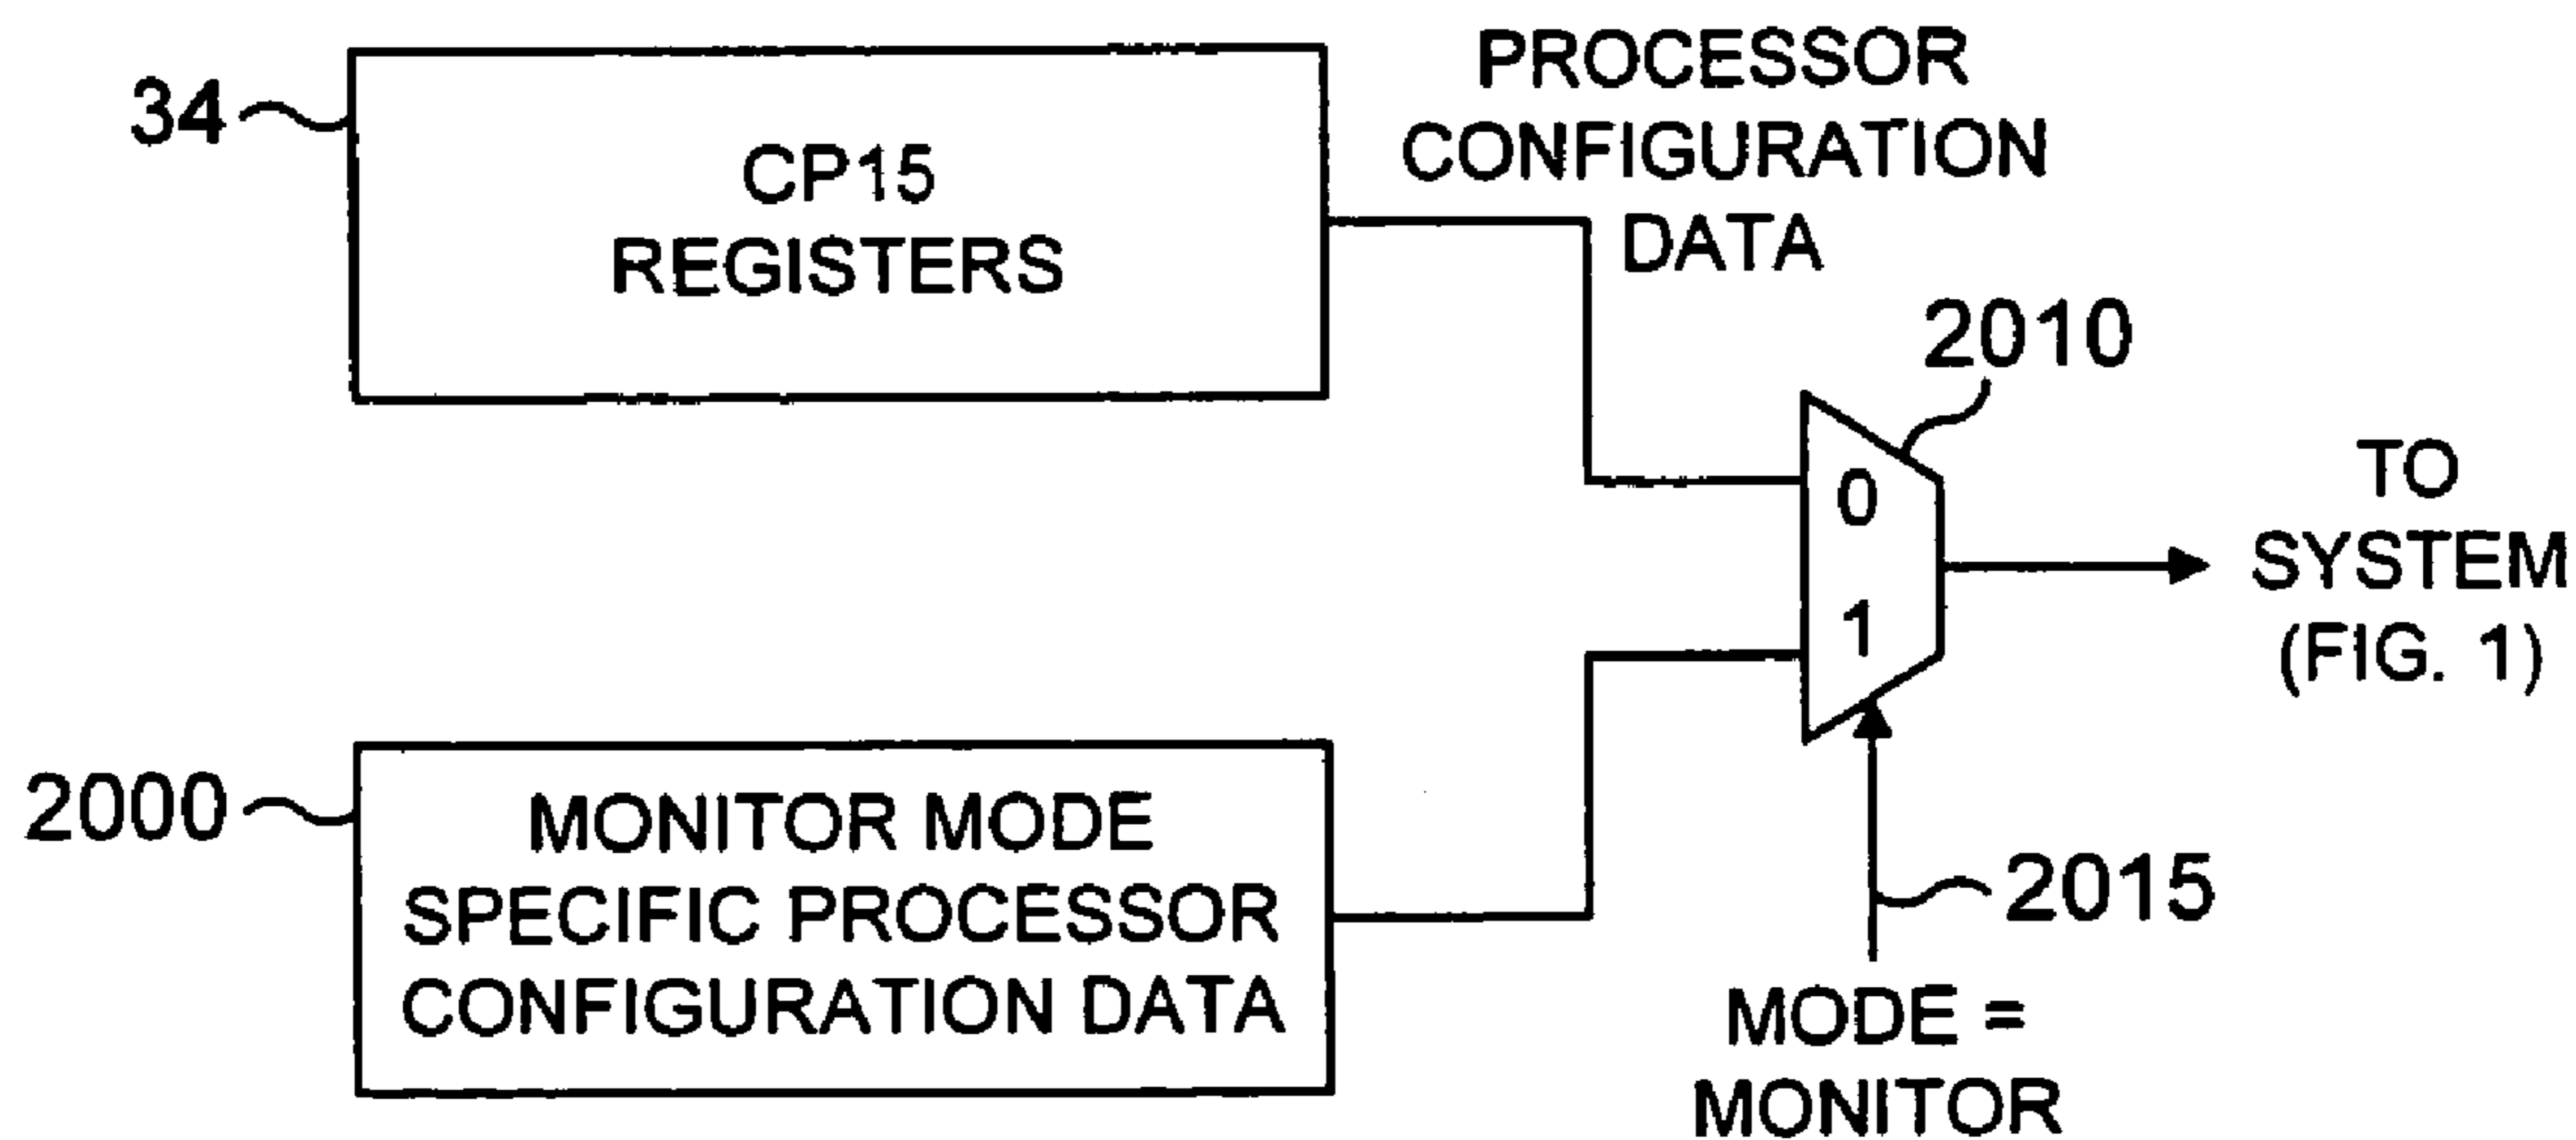 PROCESSOR
CONFIGURATION
DATA
34
CP15
REGISTERS
2010
0
1
TO
SYSTEM
(FIG. 1)
2000
MONITOR MODE
SPECIFIC PROCESSOR
CONFIGURATION DATA
2015
MODE =
MONITOR